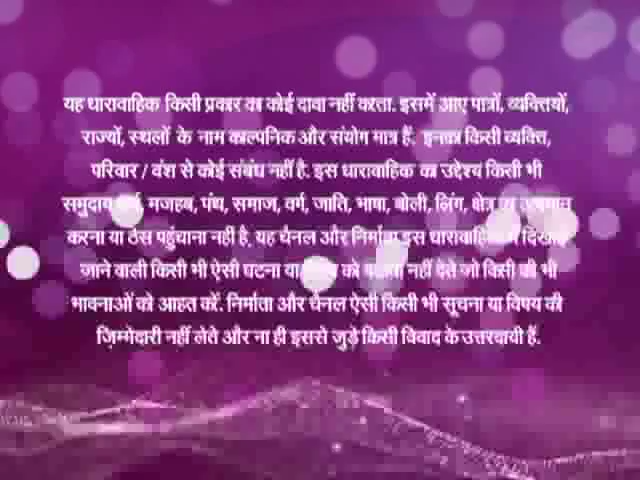 यह धारावाहिक किसी प्रकार का कोई दावा नहीं करता. इसमें आए पात्रों, व्यक्तियों,
राज्यों, स्थलों के नाम काल्पनिक और संयोग मात्र हैं. इनका किसी व्यक्ति,
परिवार / वंश से कोई संबंध नहीं है. इस धारावाहिक का उद्देश्य किसी भी
समुदाय, मजहब, पंथ, समाज, वर्ग, जाति, भाषा, बोली, लिंग, क्षेत्र
करना या ठेस पहुंचाना नहीं है, यह चैनल और निर्माता इस धारावाहिक
जाने वाली किसी भी ऐसी घटना को नहीं देते जो किसी की भी
भावनाओं को आहत करें. निर्माता और चैनल ऐसी किसी भी सूचना या विषय की
ज़िम्मेदारी नहीं लेते और ना ही इससे जुड़े किसी विवाद के उत्तरदायी हैं.